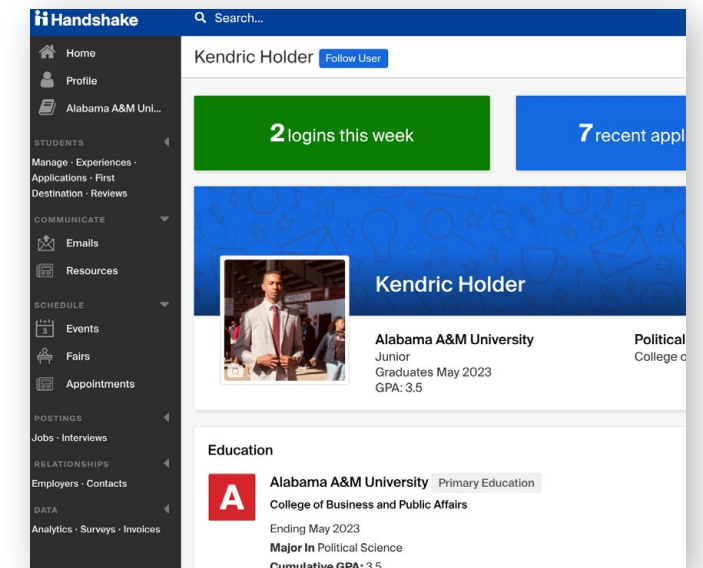 Handshake
Search...
Home
Profile
Alabama A&M Uni...
STUDENTS
Manage · Experiences ·
Applications · First
Destination · Reviews
COMMUNICATE
Emails
Resources
SCHEDULE
3
Events
Fairs
Appointments
POSTINGS
Jobs · Interviews
RELATIONSHIPS
Employers · Contacts
DATA
Analytics · Surveys · Invoices
Kendric Holder Follow User
2 logins this week
7 recent appl
Kendric Holder
Alabama A&M University
Junior
Graduates May 2023
GPA: 3.5
Political
College o
Education
A
Alabama A&M University Primary Education
College of Business and Public Affairs
Ending May 2023
Major In Political Science
Cumulative GPA: 3.5